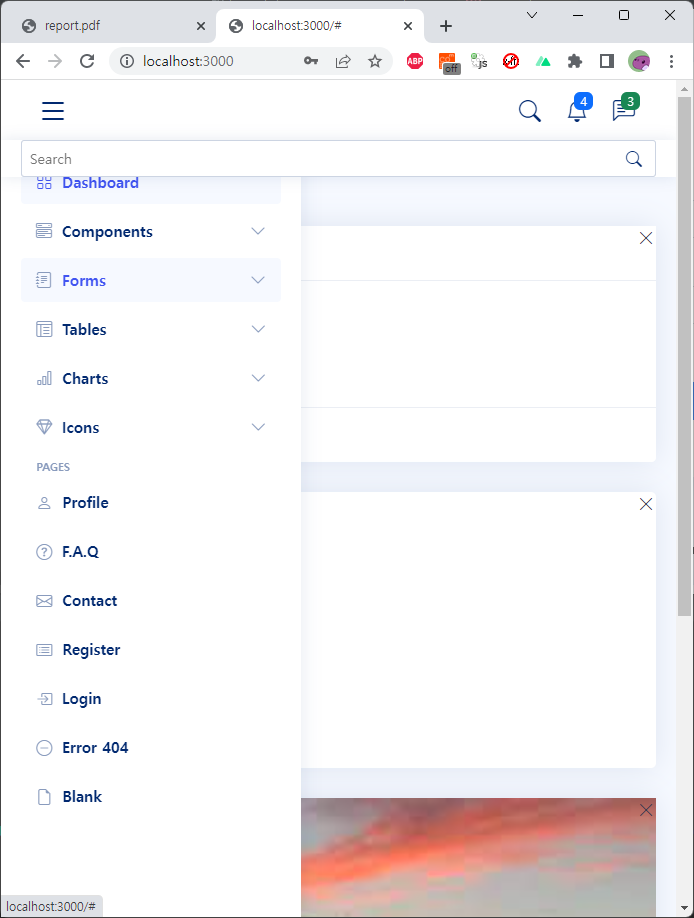 report.pdf
localhost:3000/#
localhost:3000
ABP
off
JS
4
3
Search
Dashboard
Components
Forms
Tables
Charts
Icons
PAGES
Profile
F.A.Q
Contact
Register
Login
Error 404
Blank
localhost:3000/#